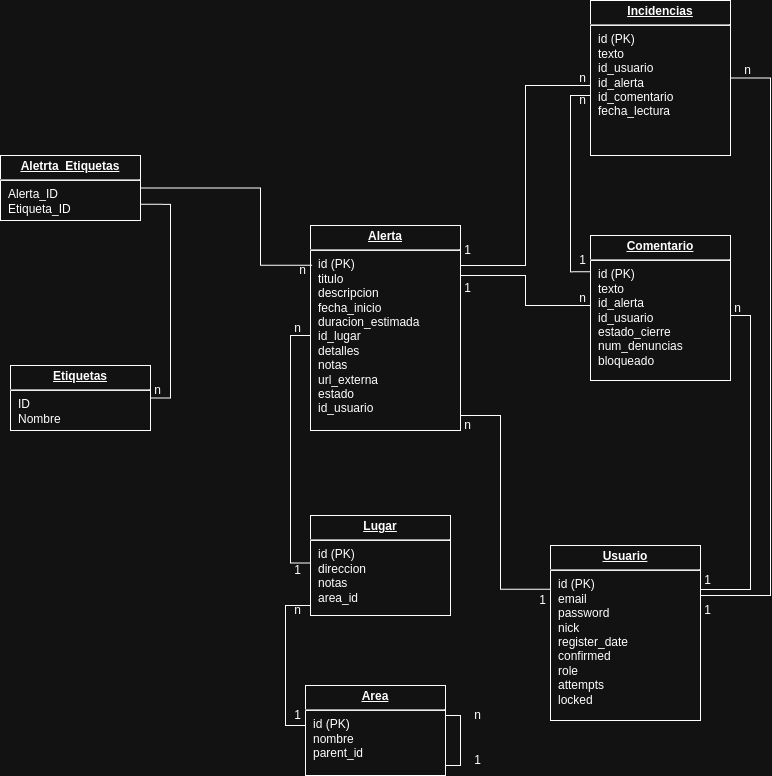 Incidencias
id (PK)
texto
id_usuario
id_alerta
id_comentario
fecha_lectura
n
n
n
Aletrta_Etiquetas
Alerta_ID
Etiqueta_ID
Alerta
id (PK)
titulo
descripcion
fecha_inicio
duracion_estimada
id_lugar
detalles
notas
url_externa
estado
id_usuario
n
n
1
1
n
Comentario
id (PK)
texto
id_alerta
id_usuario
estado_cierre
num_denuncias
bloqueado
1
n
n
Etiquetas
ID
Nombre
n
Lugar
id (PK)
direccion
notas
area_id
1
n
Usuario
id (PK)
email
password
nick
register_date
confirmed
role
attempts
locked
1
1
1
Area
id (PK)
nombre
parent_id
1
n
1